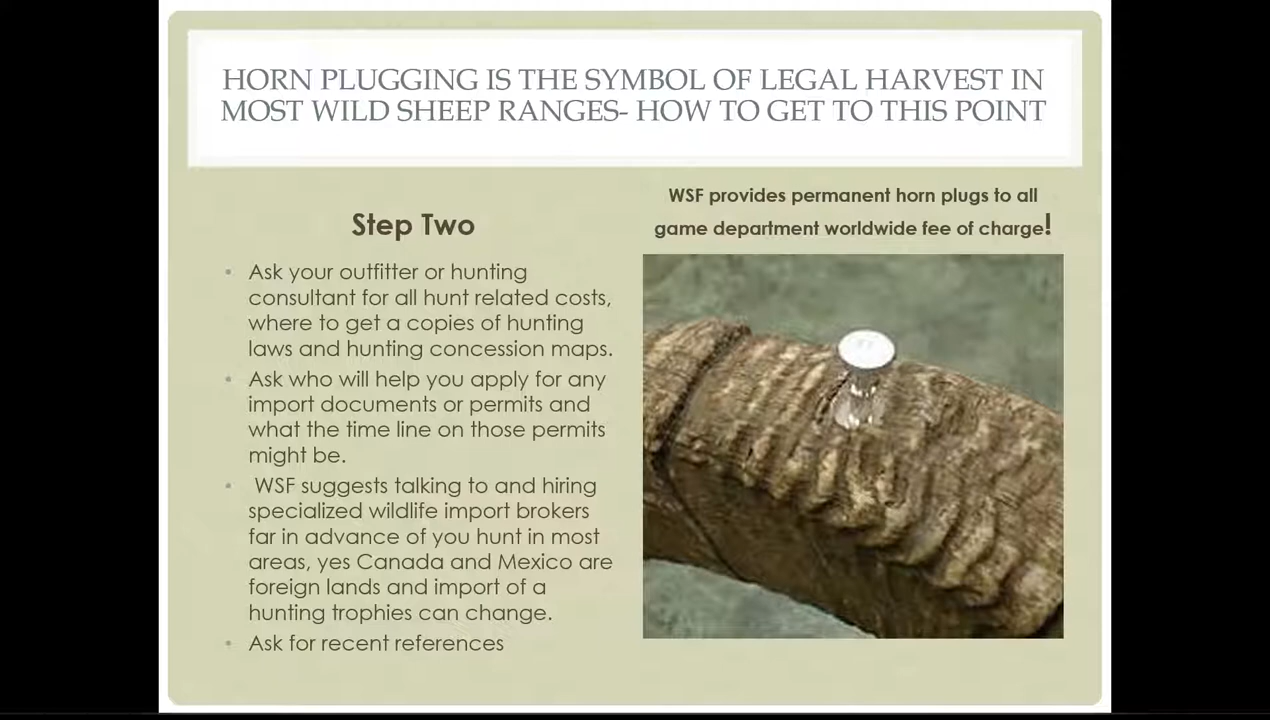 HORN PLUGGING IS THE SYMBOL OF LEGAL HARVEST IN
MOST WILD SHEEP RANGES- HOW TO GET TO THIS POINT
Step Two
• Ask your outfitter or hunting
consultant for all hunt related costs,
where to get a copies of hunting
laws and hunting concession maps.
• Ask who will help you apply for any
import documents or permits and
what the time line on those permits
might be.
• WSF suggests talking to and hiring
specialized wildlife import brokers
far in advance of you hunt in most
areas, yes Canada and Mexico are
foreign lands and import of a
hunting trophies can change.
• Ask for recent references
WSF provides permanent horn plugs to all
game department worldwide fee of charge!